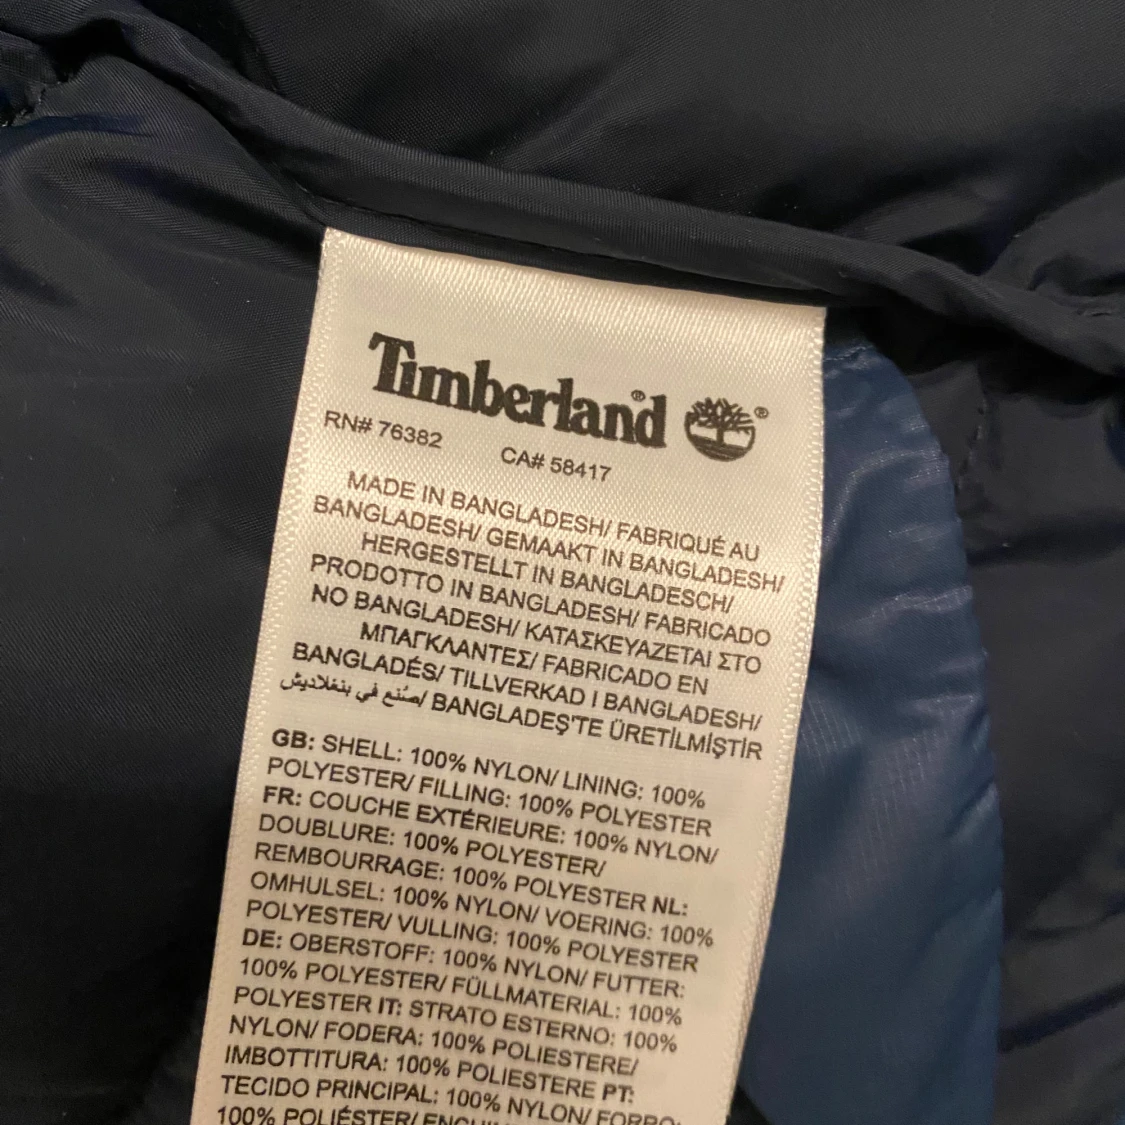 Timberland®®
RN# 76382 CA# 58417
MADE IN BANGLADESH/ FABRIQUÉ AU
BANGLADESH/ GEMAAKT IN BANGLADESH/
HERGESTELLT IN BANGLADESCH/
PRODOTTO IN BANGLADESH/ FABRICADO
NO BANGLADESH/ ΚΑΤΑΣΚΕΥΑΖΕΤΑΙ ΣΤΟ
ΜΠΑΓΚΛΑΝΤΕΣ/ FABRICADO EN
BANGLADÉS/ TILLVERKAD I BANGLADESH/
صُنع في بنغلاديش/ BANGLADEŞ'TE ÜRETİLMİŞTİR
GB: SHELL: 100% NYLON/ LINING: 100%
POLYESTER/ FILLING: 100% POLYESTER
FR: COUCHE EXTÉRIEURE: 100% NYLON/
DOUBLURE: 100% POLYESTER/
REMBOURRAGE: 100% POLYESTER NL:
OMHULSEL: 100% NYLON/ VOERING: 100%
POLYESTER/ VULLING: 100% POLYESTER
DE: OBERSTOFF: 100% NYLON/ FUTTER:
100% POLYESTER/ FÜLLMATERIAL: 100%
POLYESTER IT: STRATO ESTERNO: 100%
NYLON/ FODERA: 100% POLIESTERE/
IMBOTTITURA: 100% POLIESTERE PT:
TECIDO PRINCIPAL: 100% NYLON/ FORRO:
100% POLIÉSTER/